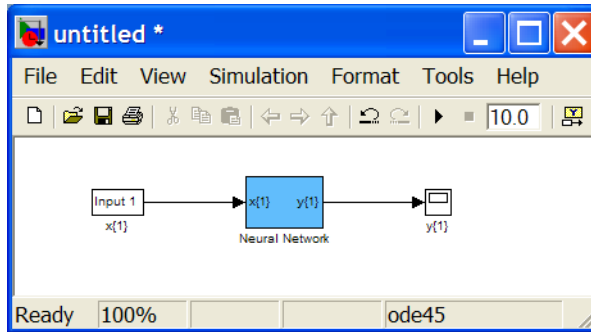 untitled *
File Edit View Simulation Format Tools Help
10.0
Input 1 x{1} y{1}
x{1} Neural Network y{1}
Ready 100% ode45